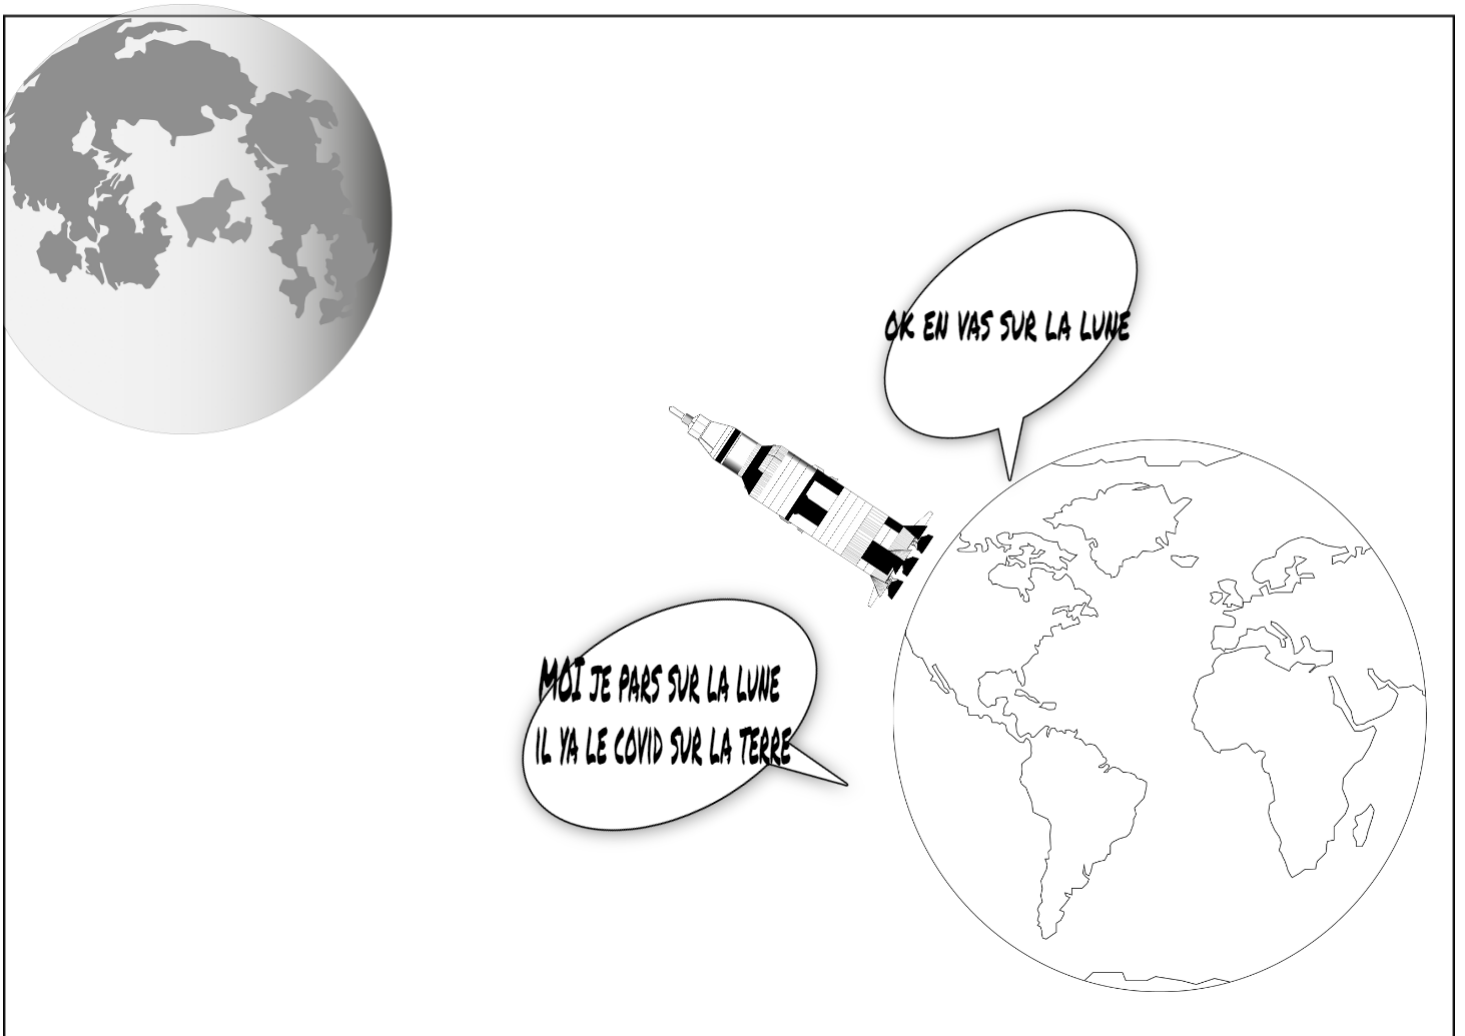 OK EN VAS SUR LA LUNE
MOI JE PARS SUR LA LUNE
IL YA LE COVID SUR LA TERRE